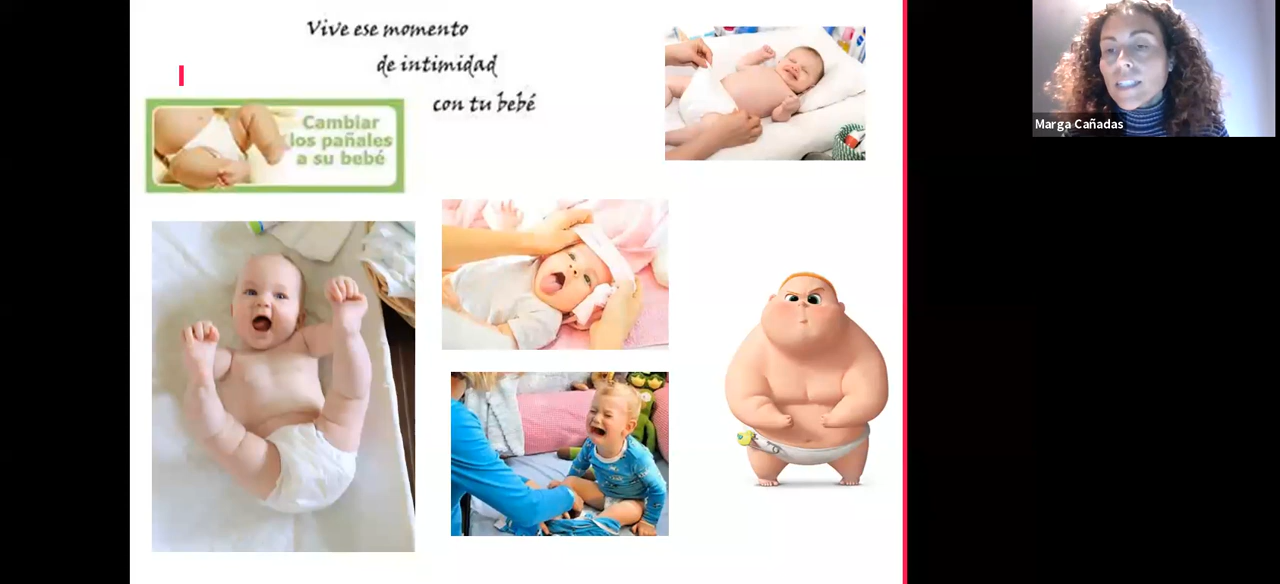 Vive ese momento
de intimidad
con tu bebé
Cambiar
los pañales
a su bebé
Marga Cañadas